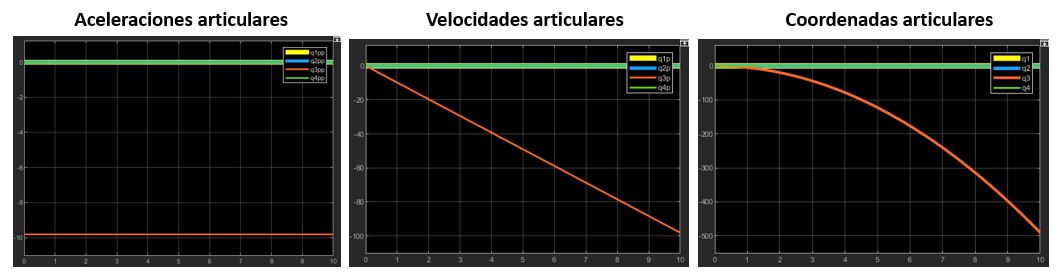 Aceleraciones articulares
0
-2
-4
-6
-8
-10
0 1 2 3 4 5 6 7 8 9 10
q1pp
q2pp
q3pp
q4pp
Velocidades articulares
0
-20
-40
-60
-80
-100
0 1 2 3 4 5 6 7 8 9 10
q1p
q2p
q3p
q4p
Coordenadas articulares
0
-100
-200
-300
-400
-500
0 1 2 3 4 5 6 7 8 9 10
q1
q2
q3
q4